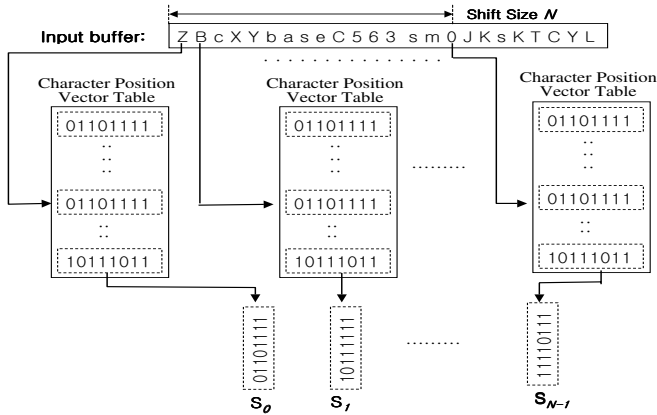 Shift Size N
Input buffer: Z B c X Y b a s e C 5 6 3 s m 0 J K s K T C Y L
Character Position Vector Table
01101111
01101111
10111011
Character Position Vector Table
01101111
01101111
10111011
Character Position Vector Table
01101111
01101111
10111011
01101111
10111111
11110111
S0
S1
SN-1